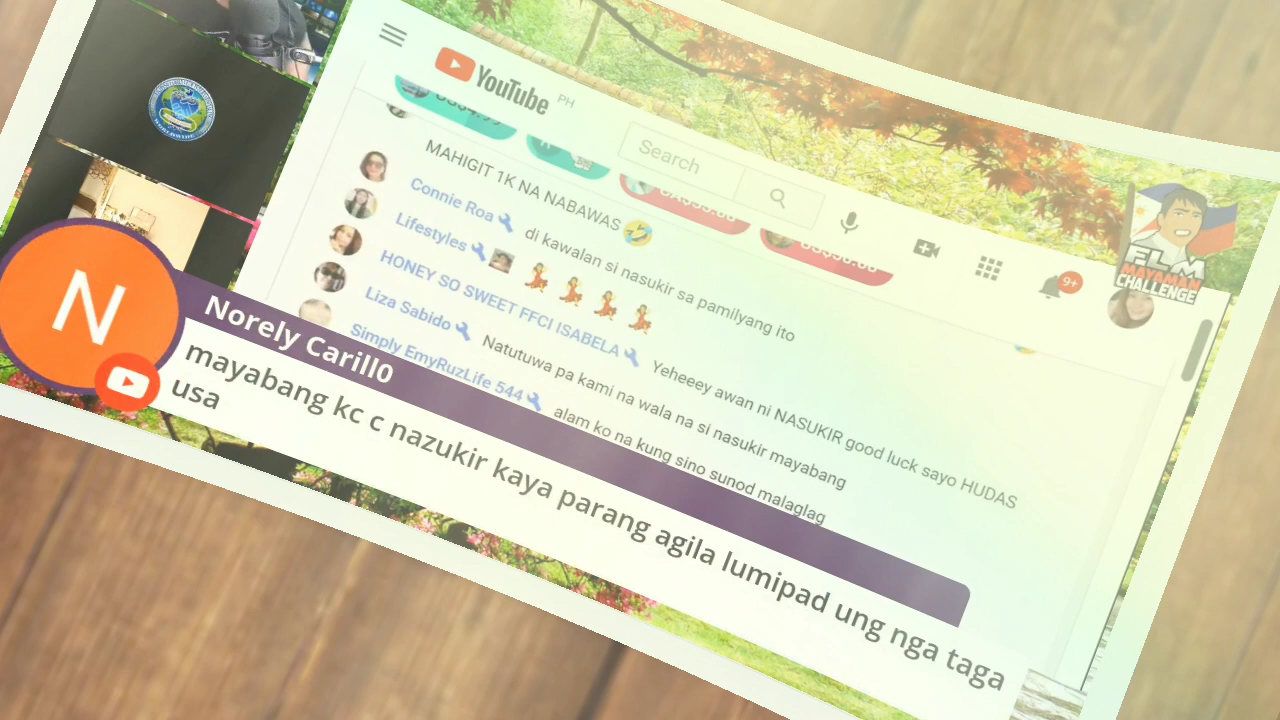 YouTube PH
Search
9+
MAHIGIT 1K NA NABAWAS
Connie Roa di kawalan si nasukir sa pamilyang ito
Lifestyles
HONEY SO SWEET FFCI ISABELA Yeheeey awan ni NASUKIR good luck sayo HUDAS
Liza Sabido Natutuwa pa kami na wala na si nasukir mayabang
Simply EmyRuzLife 544 alam ko na kung sino sunod malaglag
FLM
MAYAMAN
CHALLENGE
N
Norely Carill0
mayabang kc c nazukir kaya parang agila lumipad ung nga taga
usa